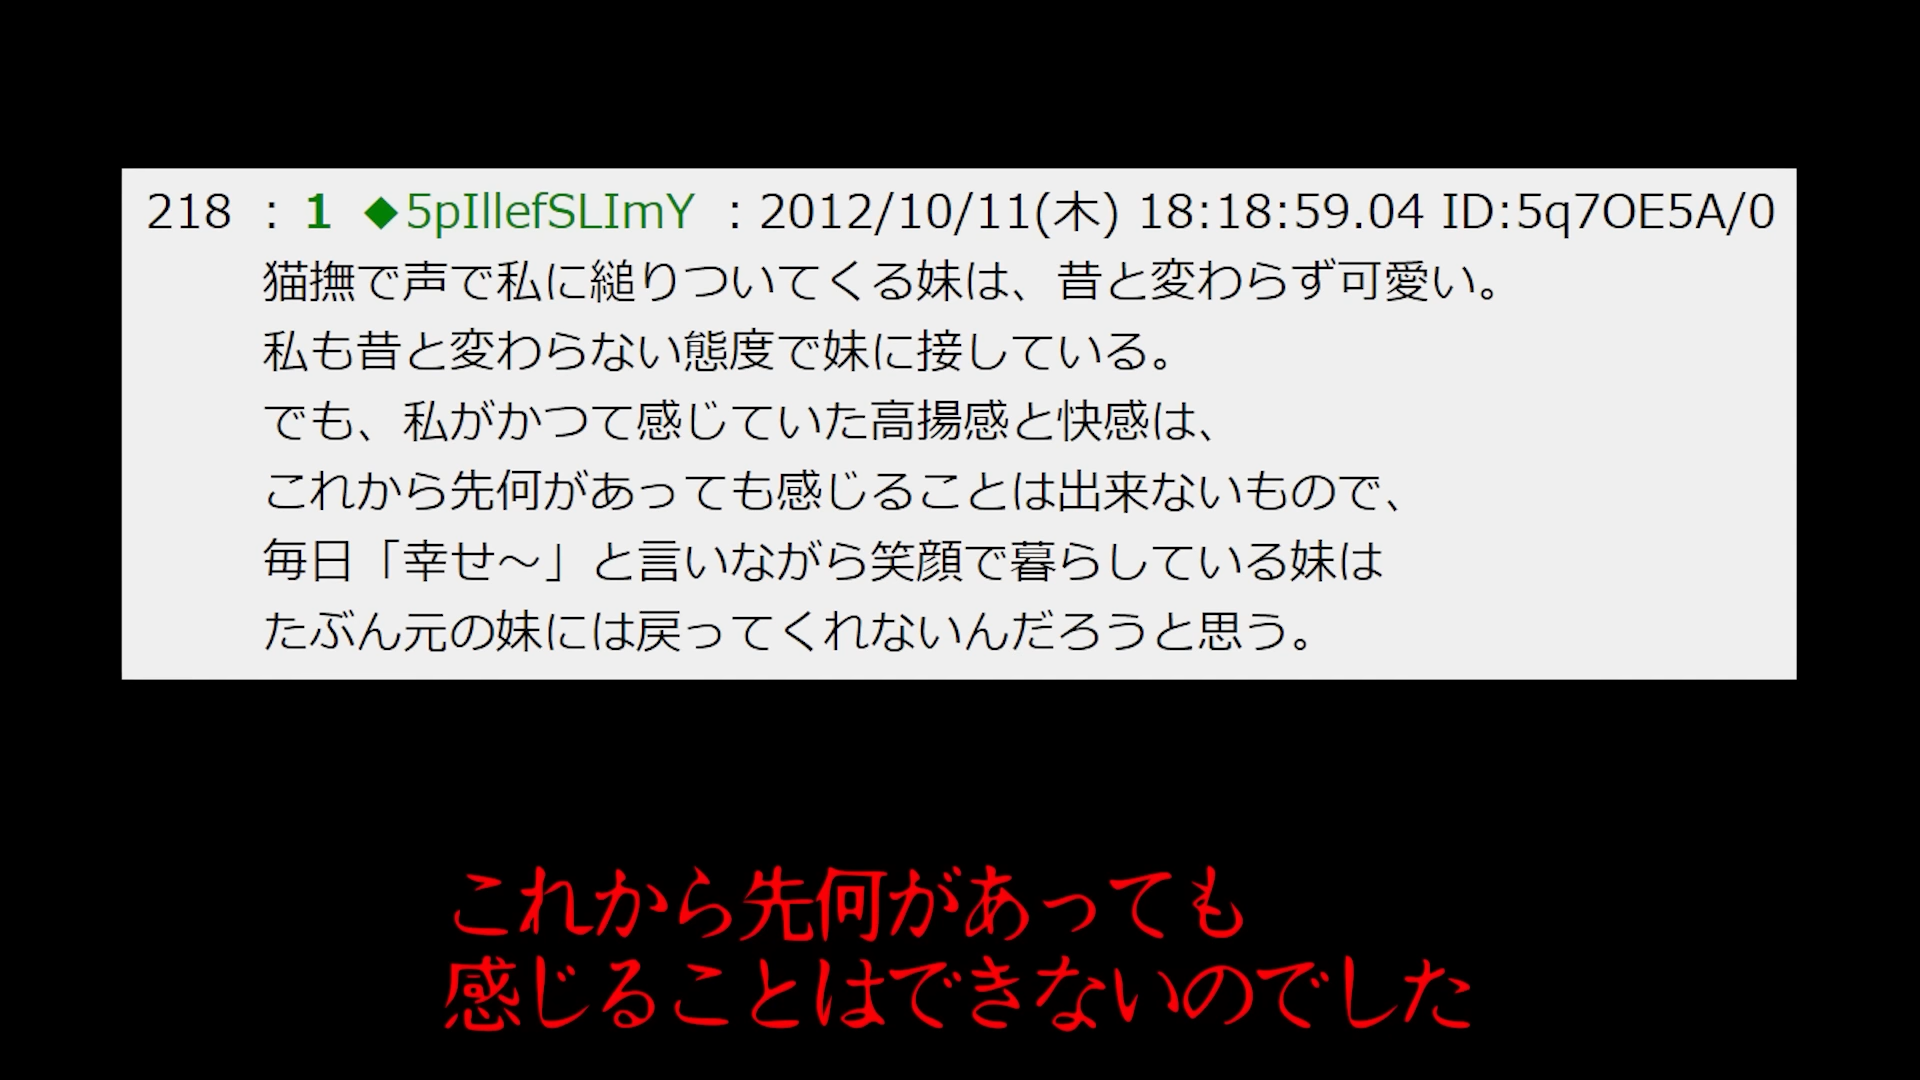 218 : 1 ◆5pIllefSLImY : 2012/10/11(木) 18:18:59.04 ID:5q7OE5A/0
猫撫で声で私に縋りついてくる妹は、昔と変わらず可愛い。
私も昔と変わらない態度で妹に接している。
でも、私がかつて感じていた高揚感と快感は、
これから先何があっても感じることは出来ないもので、
毎日「幸せ～」と言いながら笑顔で暮らしている妹は
たぶん元の妹には戻ってくれないんだろうと思う。
これから先何があっても
感じることはできないのでした